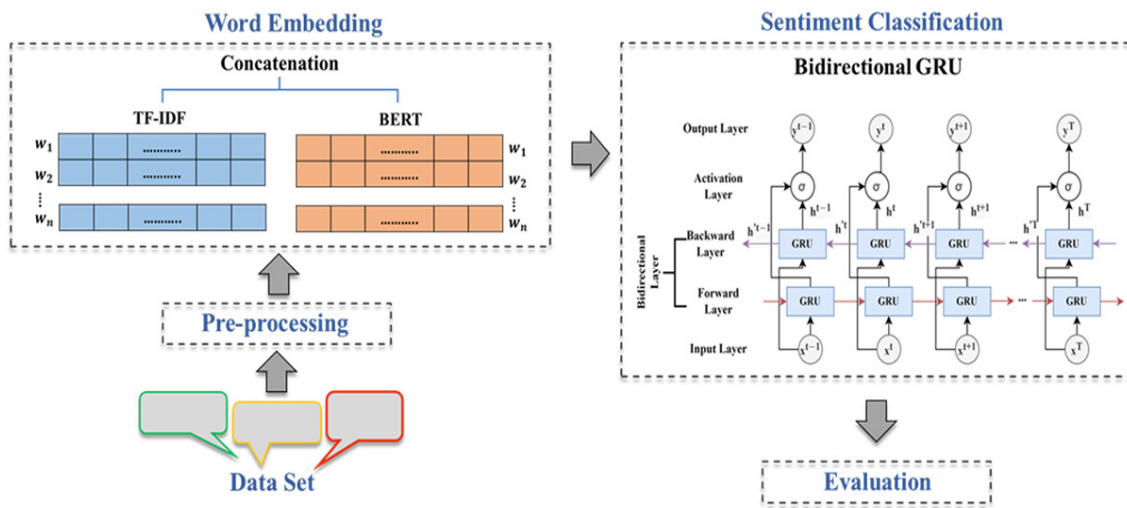 Word Embedding
Concatenation
TF-IDF
BERT
w₁ ........... ........... w₁
w₂ ........... ........... w₂
wₙ ........... ........... wₙ
Pre-processing
Data Set
Sentiment Classification
Bidirectional GRU
Output Layer yᵗ⁻¹ yᵗ yᵗ⁺¹ yᵀ
Activation
Layer
σ σ σ σ
hᵗ⁻¹ hᵗ hᵗ⁺¹ hᵀ
h'ᵗ⁻¹ h'ᵗ h'ᵗ⁺¹ h'ᵀ
Bidirectional
Layer
Backward
Layer
GRU GRU GRU ... GRU
Forward
Layer
GRU GRU GRU ... GRU
Input Layer xᵗ⁻¹ xᵗ xᵗ⁺¹ xᵀ
Evaluation